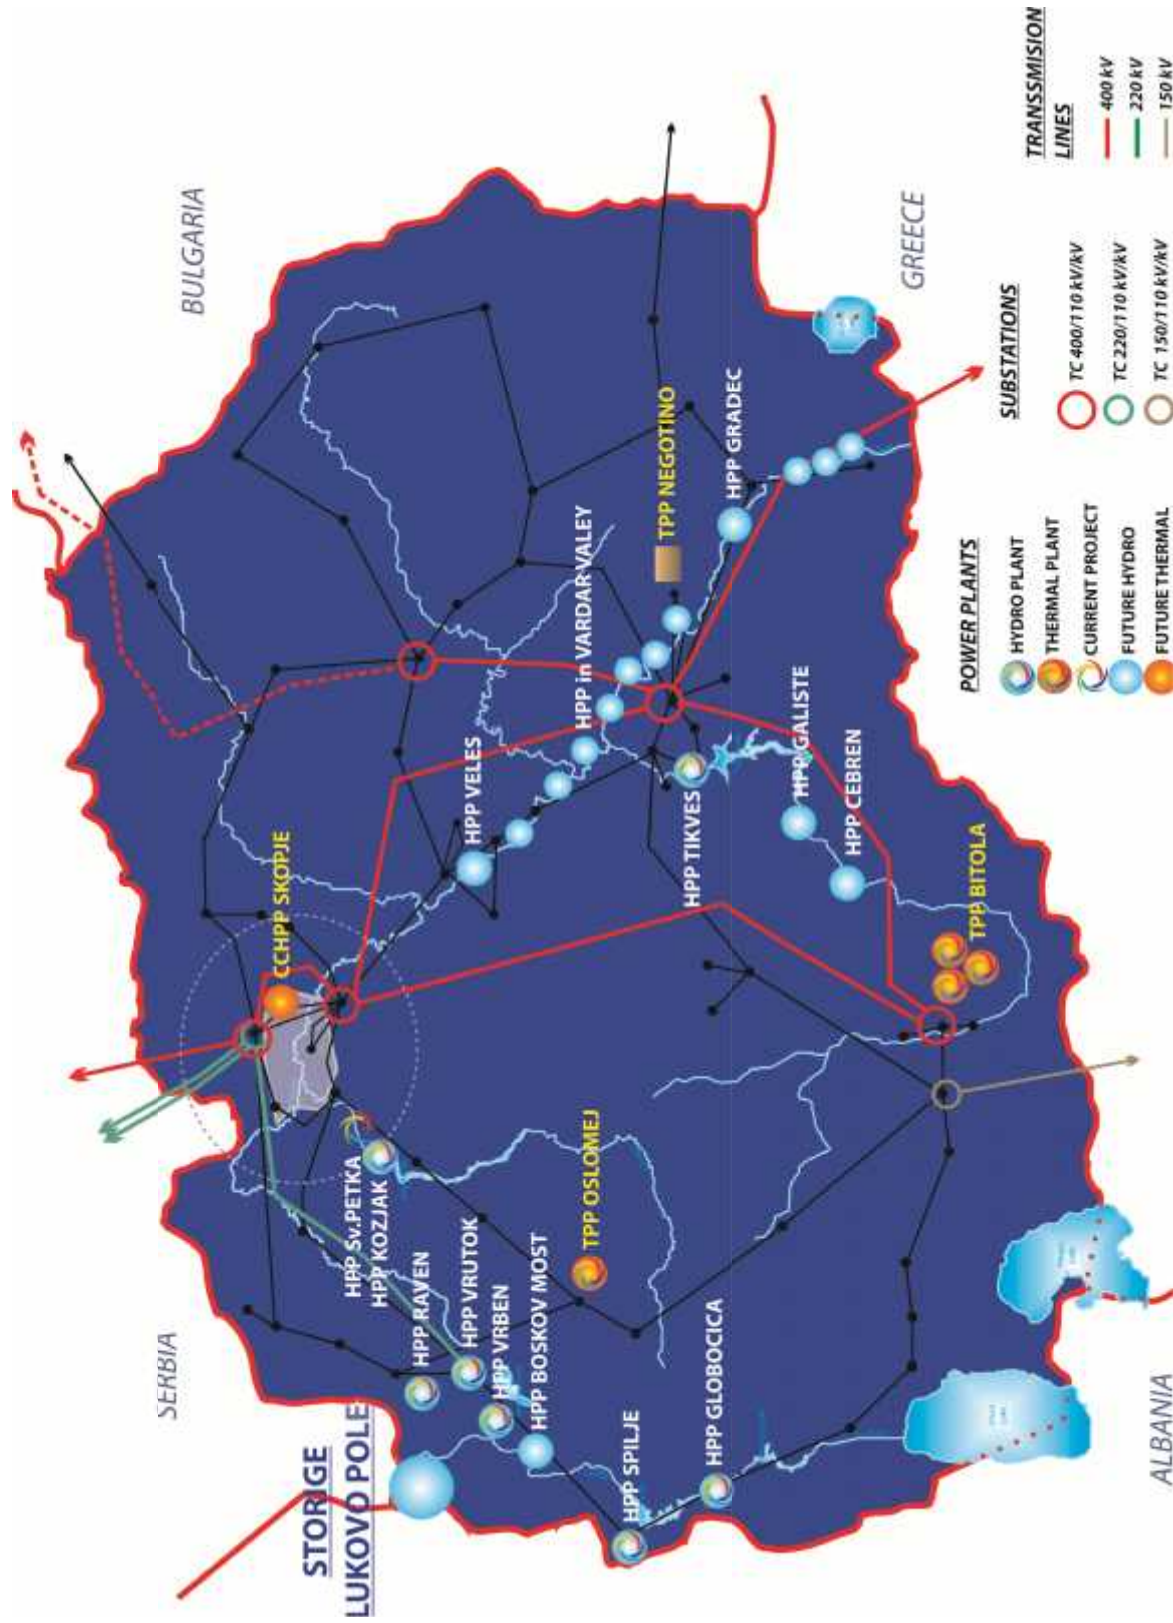 BULGARIA
SERBIA
STORIGE
LUKOVO POLE
CCHPP SKOPJE
HPP Sv.PETKA
HPP KOZJAK
HPP RAVEN
HPP VRUTOK
HPP VRBEN
HPP BOSKOV MOST
HPP SPILJE
HPP GLOBOCICA
TPP OSLOMEJ
HPP VELES
HPP in VARDAR VALEY
TPP NEGOTINO
HPP GRADEC
HPP TIKVES
HPP GALISTE
HPP CEBREN
TPP BITOLA
GREECE
ALBANIA
POWER PLANTS
HYDRO PLANT
THERMAL PLANT
CURRENT PROJECT
FUTURE HYDRO
FUTURE THERMAL
SUBSTATIONS
TC 400/110 kV/kV
TC 220/110 kV/kV
TC 150/110 kV/kV
TRANSSMISION
LINES
400 kV
220 kV
150 kV